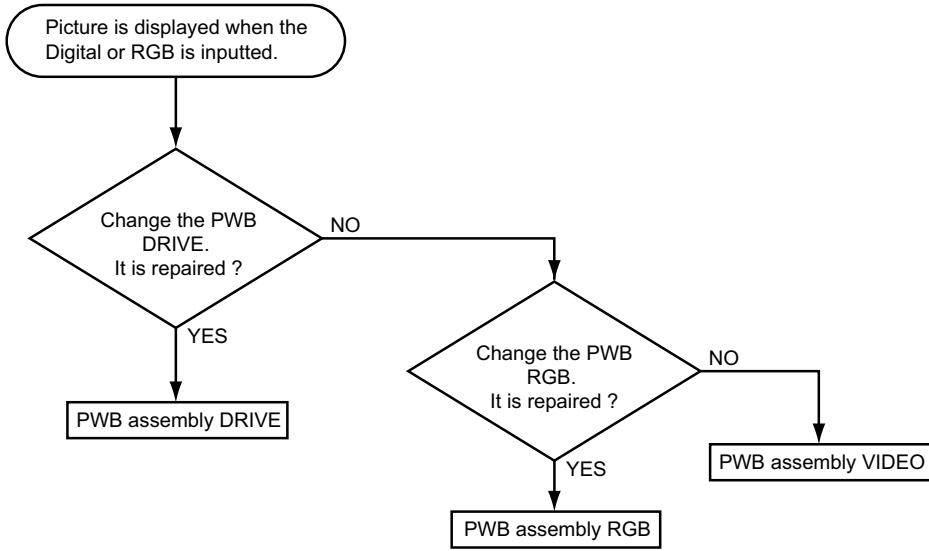 Picture is displayed when the
Digital or RGB is inputted.
Change the PWB
DRIVE.
It is repaired ?
NO
YES
PWB assembly DRIVE
Change the PWB
RGB.
It is repaired ?
NO
YES
PWB assembly VIDEO
PWB assembly RGB